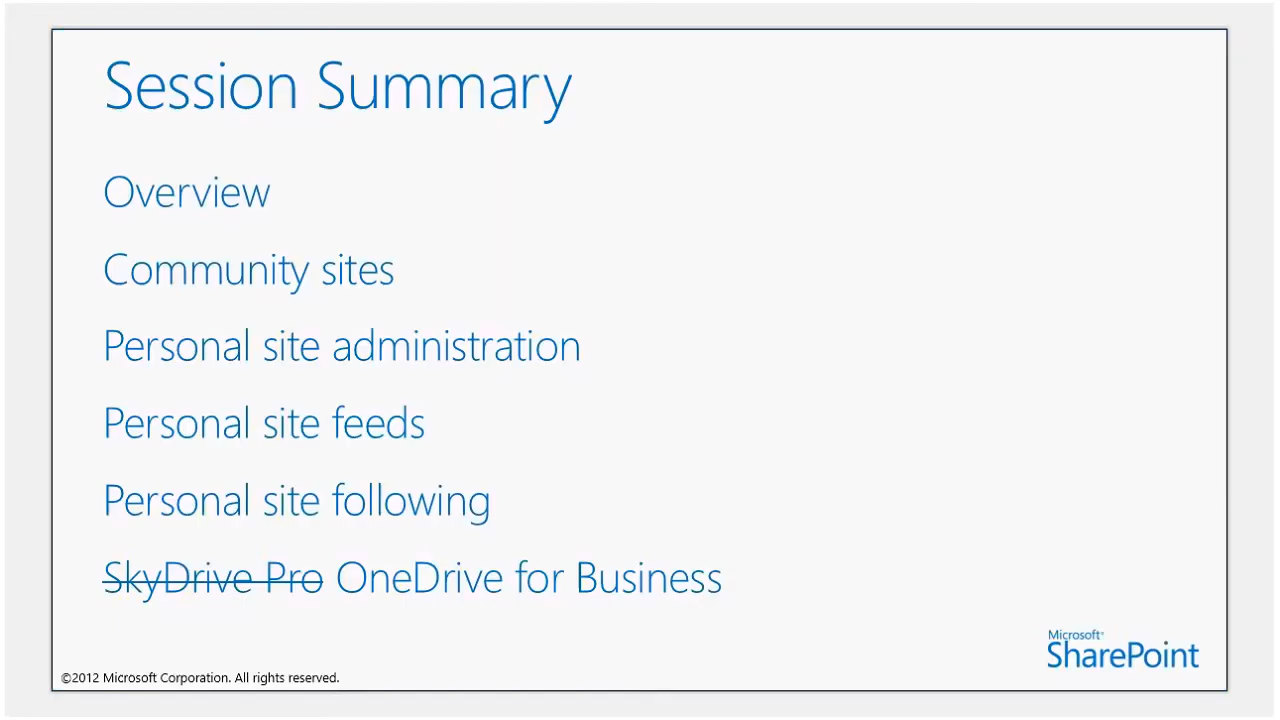 Session Summary
Overview
Community sites
Personal site administration
Personal site feeds
Personal site following
SkyDrive Pro OneDrive for Business
Microsoft®
SharePoint
©2012 Microsoft Corporation. All rights reserved.